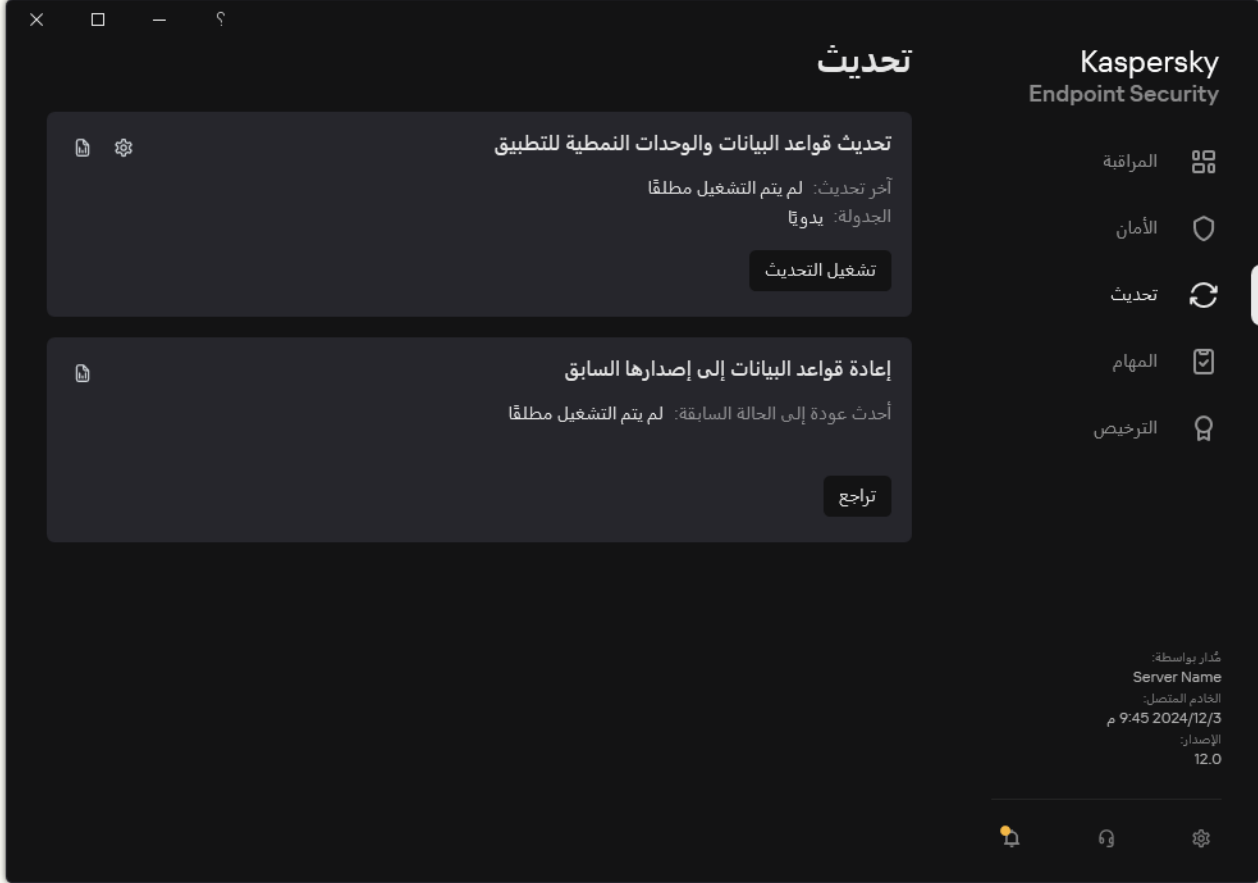 ؟
Kaspersky
Endpoint Security
المراقبة
الأمان
تحديث
المهام
الترخيص
مُدار بواسطة:
Server Name
الخادم المتصل:
2024/12/3 9:45 م
الإصدار:
12.0
تحديث
تحديث قواعد البيانات والوحدات النمطية للتطبيق
آخر تحديث: لم يتم التشغيل مطلقًا
الجدولة: يدويًا
تشغيل التحديث
إعادة قواعد البيانات إلى إصدارها السابق
أحدث عودة إلى الحالة السابقة: لم يتم التشغيل مطلقًا
تراجع